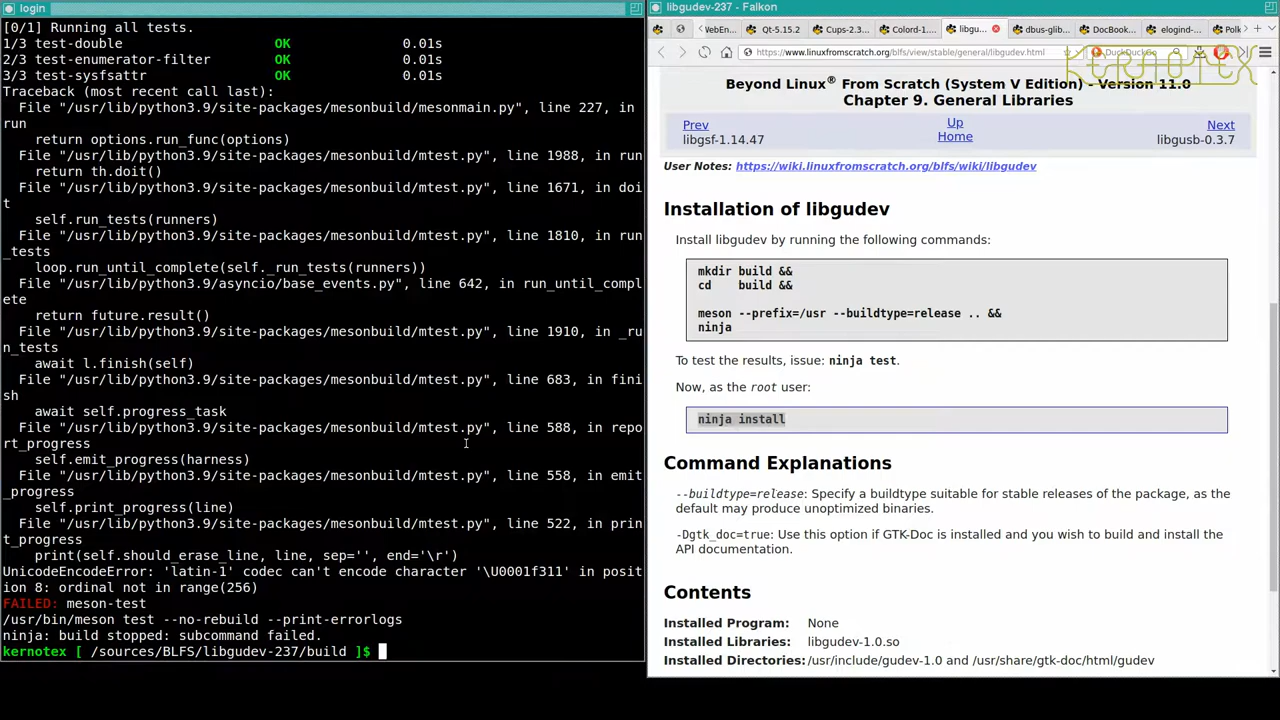 login
[0/1] Running all tests.
1/3 test-double OK 0.01s
2/3 test-enumerator-filter OK 0.01s
3/3 test-sysfsattr OK 0.01s
Traceback (most recent call last):
File "/usr/lib/python3.9/site-packages/mesonbuild/mesonmain.py", line 227, in
run
return options.run_func(options)
File "/usr/lib/python3.9/site-packages/mesonbuild/mtest.py", line 1988, in run
return th.doit()
File "/usr/lib/python3.9/site-packages/mesonbuild/mtest.py", line 1671, in doi
t
self.run_tests(runners)
File "/usr/lib/python3.9/site-packages/mesonbuild/mtest.py", line 1810, in run
_tests
loop.run_until_complete(self._run_tests(runners))
File "/usr/lib/python3.9/asyncio/base_events.py", line 642, in run_until_compl
ete
return future.result()
File "/usr/lib/python3.9/site-packages/mesonbuild/mtest.py", line 1910, in _ru
n_tests
await l.finish(self)
File "/usr/lib/python3.9/site-packages/mesonbuild/mtest.py", line 683, in fini
sh
await self.progress_task
File "/usr/lib/python3.9/site-packages/mesonbuild/mtest.py", line 588, in repo
rt_progress
self.emit_progress(harness)
File "/usr/lib/python3.9/site-packages/mesonbuild/mtest.py", line 558, in emit
_progress
self.print_progress(line)
File "/usr/lib/python3.9/site-packages/mesonbuild/mtest.py", line 522, in prin
t_progress
print(self.should_erase_line, line, sep='', end='\r')
UnicodeEncodeError: 'latin-1' codec can't encode character '\U0001f311' in posit
ion 8: ordinal not in range(256)
FAILED: meson-test
/usr/bin/meson test --no-rebuild --print-errorlogs
ninja: build stopped: subcommand failed.
kernotex [ /sources/BLFS/libgudev-237/build ]$
libgudev-237 - Falkon
WebEn... Qt-5.15.2 Cups-2.3... Colord-1.... libgu... dbus-glib... DocBook... elogind-... Polk
https://www.linuxfromscratch.org/blfs/view/stable/general/libgudev.html DuckDuckGo
KERNOTEX
Beyond Linux® From Scratch (System V Edition) - Version 11.0
Chapter 9. General Libraries
Prev Up Next
libgsf-1.14.47 Home libgusb-0.3.7
User Notes: https://wiki.linuxfromscratch.org/blfs/wiki/libgudev
Installation of libgudev
Install libgudev by running the following commands:
mkdir build &&
cd build &&
meson --prefix=/usr --buildtype=release .. &&
ninja
To test the results, issue: ninja test.
Now, as the root user:
ninja install
Command Explanations
--buildtype=release: Specify a buildtype suitable for stable releases of the package, as the
default may produce unoptimized binaries.
-Dgtk_doc=true: Use this option if GTK-Doc is installed and you wish to build and install the
API documentation.
Contents
Installed Program: None
Installed Libraries: libgudev-1.0.so
Installed Directories: /usr/include/gudev-1.0 and /usr/share/gtk-doc/html/gudev